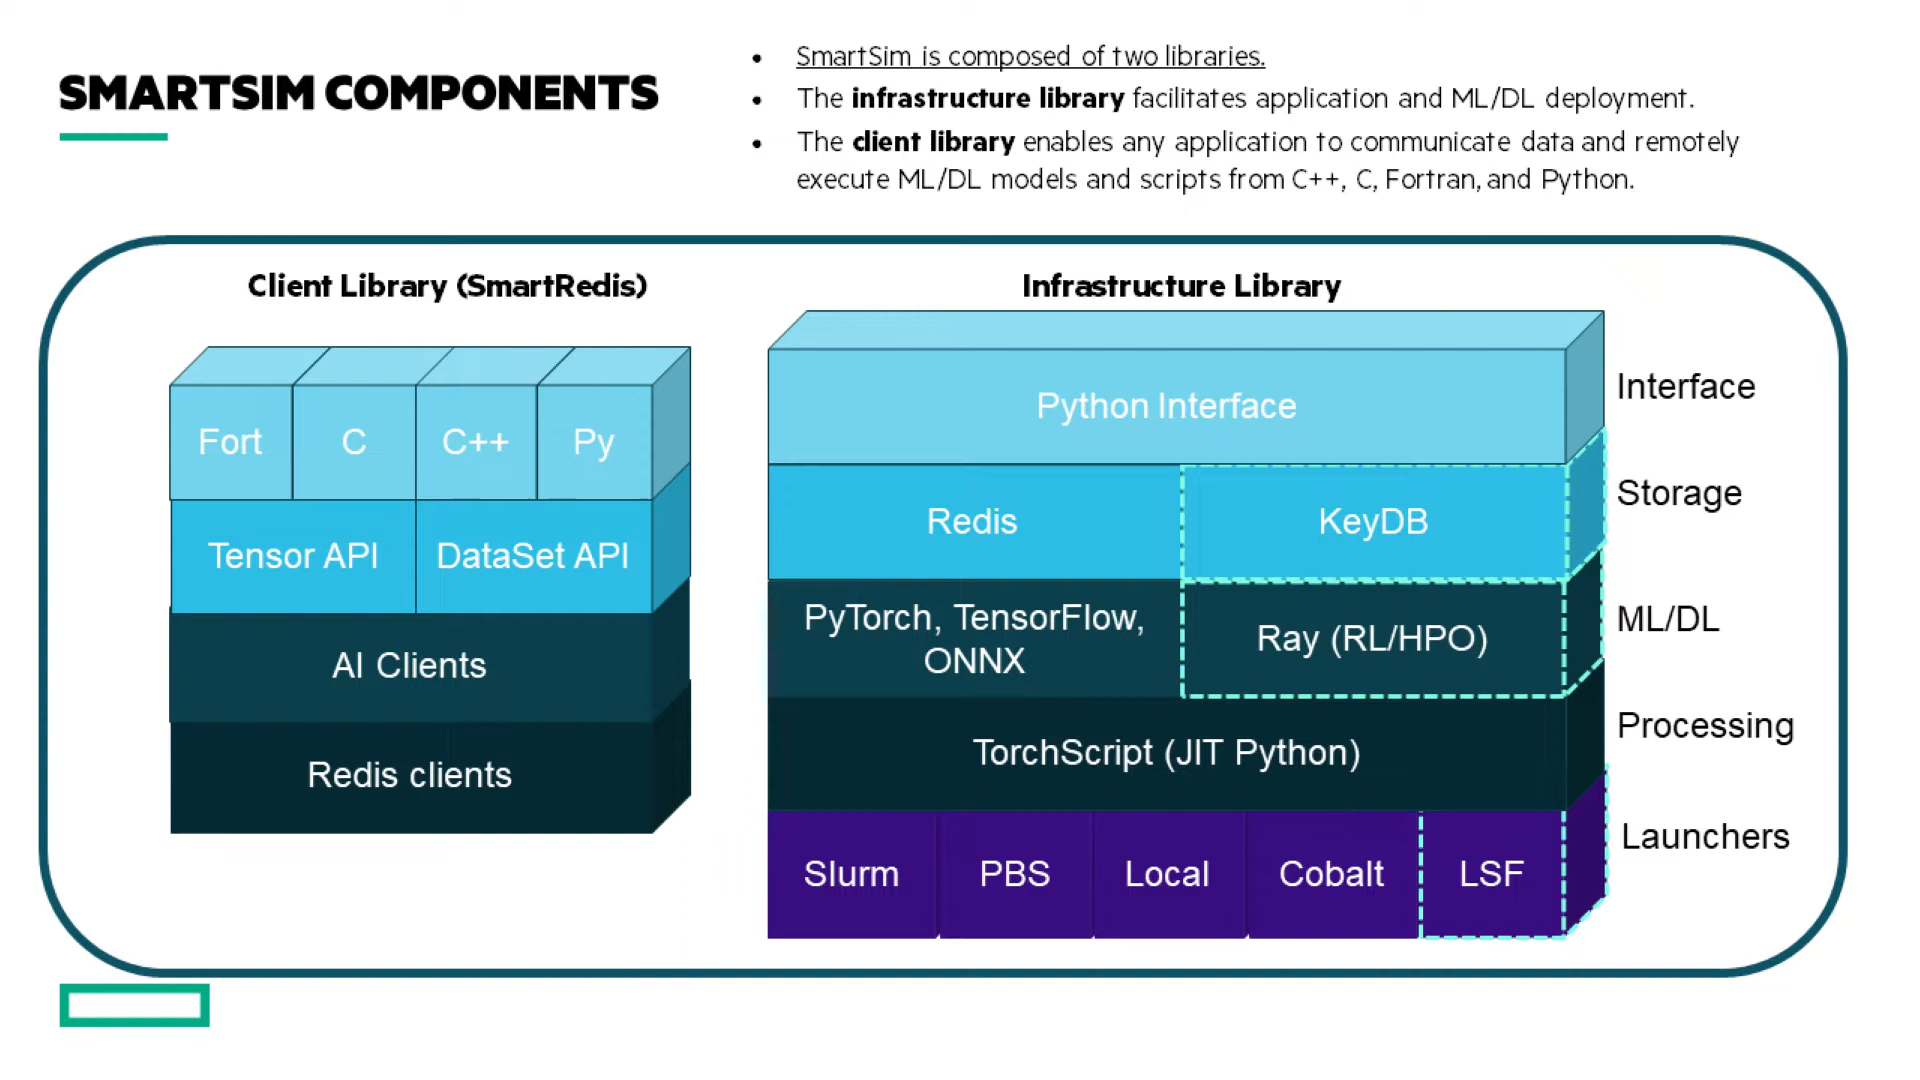 SMARTSIM COMPONENTS
• SmartSim is composed of two libraries.
• The infrastructure library facilitates application and ML/DL deployment.
• The client library enables any application to communicate data and remotely
execute ML/DL models and scripts from C++, C, Fortran, and Python.
Client Library (SmartRedis)
Fort C C++ Py
Tensor API DataSet API
AI Clients
Redis clients
Infrastructure Library
Python Interface
Interface
Redis KeyDB
Storage
PyTorch, TensorFlow,
ONNX
Ray (RL/HPO)
ML/DL
TorchScript (JIT Python)
Processing
Slurm PBS Local Cobalt LSF
Launchers